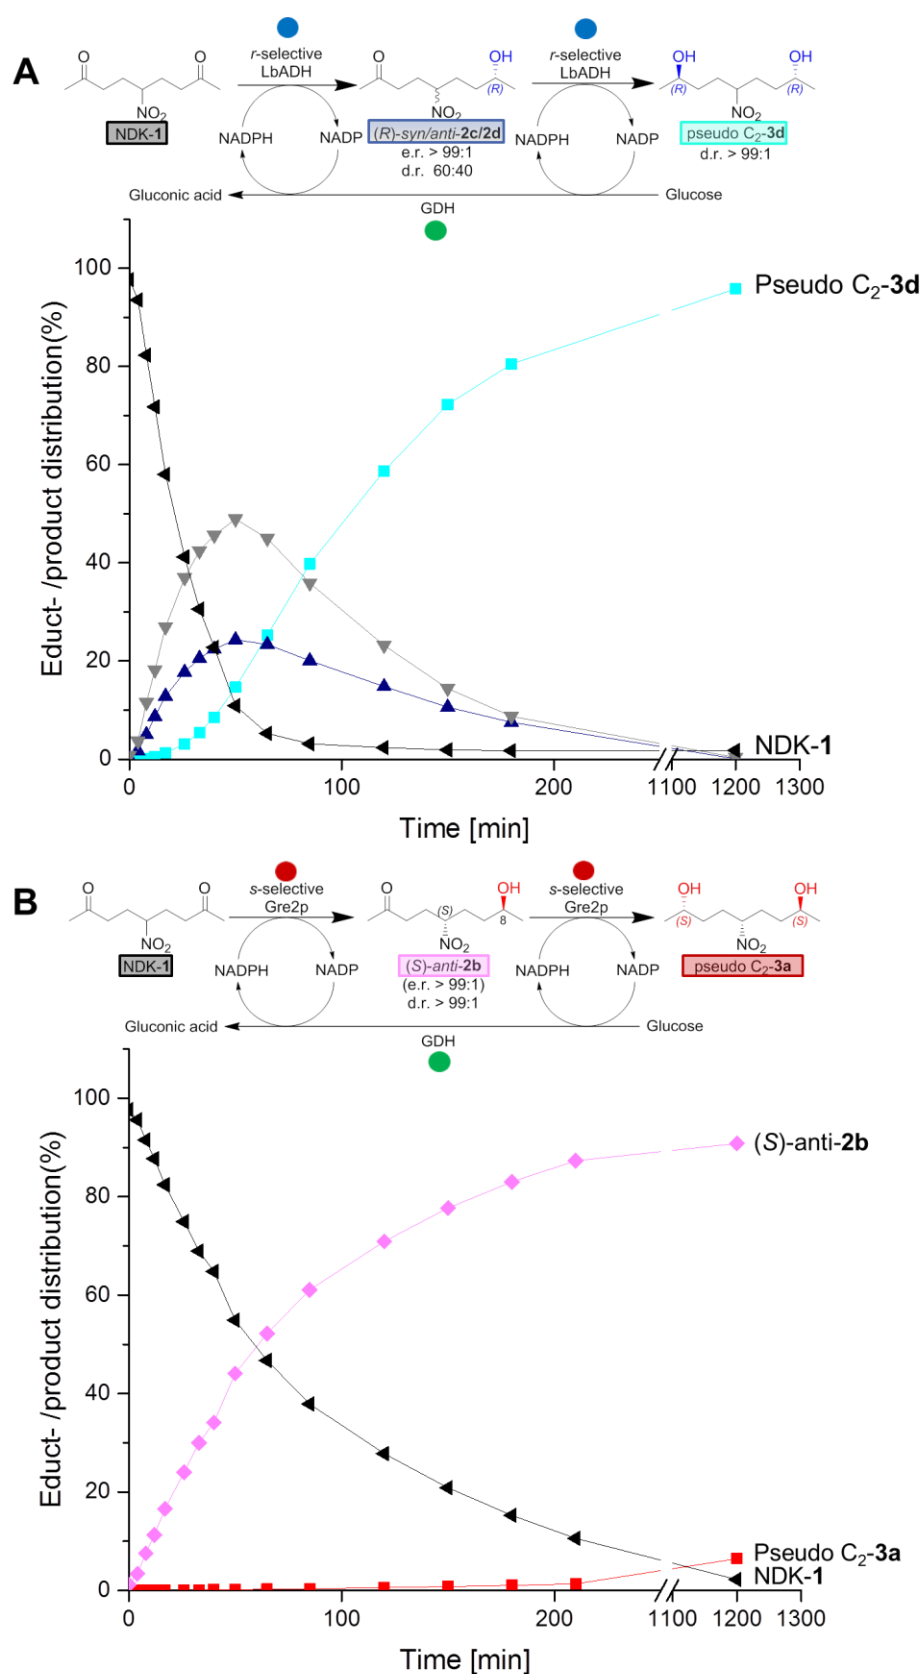 A
O
O
NO₂
NDK-1
r-selective
LbADH
NADPH
NADP
O
OH
(R)
NO₂
(R)-syn/anti-2c/2d
e.r. > 99:1
d.r. 60:40
r-selective
LbADH
NADPH
NADP
OH
OH
(R)
(R)
NO₂
pseudo C₂-3d
d.r. > 99:1
Gluconic acid
GDH
Glucose
Educt- /product distribution(%)
100
80
60
40
20
0
Pseudo C₂-3d
NDK-1
0
100
200
1100
1200
1300
Time [min]
B
O
O
NO₂
NDK-1
s-selective
Gre2p
NADPH
NADP
O
OH
(S)
8
NO₂
(S)-anti-2b
(e.r. > 99:1)
d.r. > 99:1
s-selective
Gre2p
NADPH
NADP
OH
OH
(S)
(S)
NO₂
pseudo C₂-3a
Gluconic acid
GDH
Glucose
Educt- /product distribution(%)
100
80
60
40
20
0
(S)-anti-2b
Pseudo C₂-3a
NDK-1
0
100
200
1100
1200
1300
Time [min]